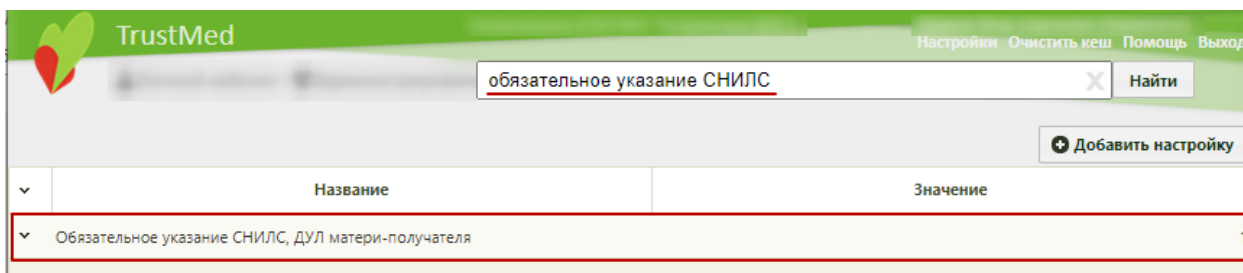 TrustMed
Настройки Очистить кеш Помощь Выход
обязательное указание СНИЛС
Найти
Добавить настройку
Название Значение
Обязательное указание СНИЛС, ДУЛ матери-получателя